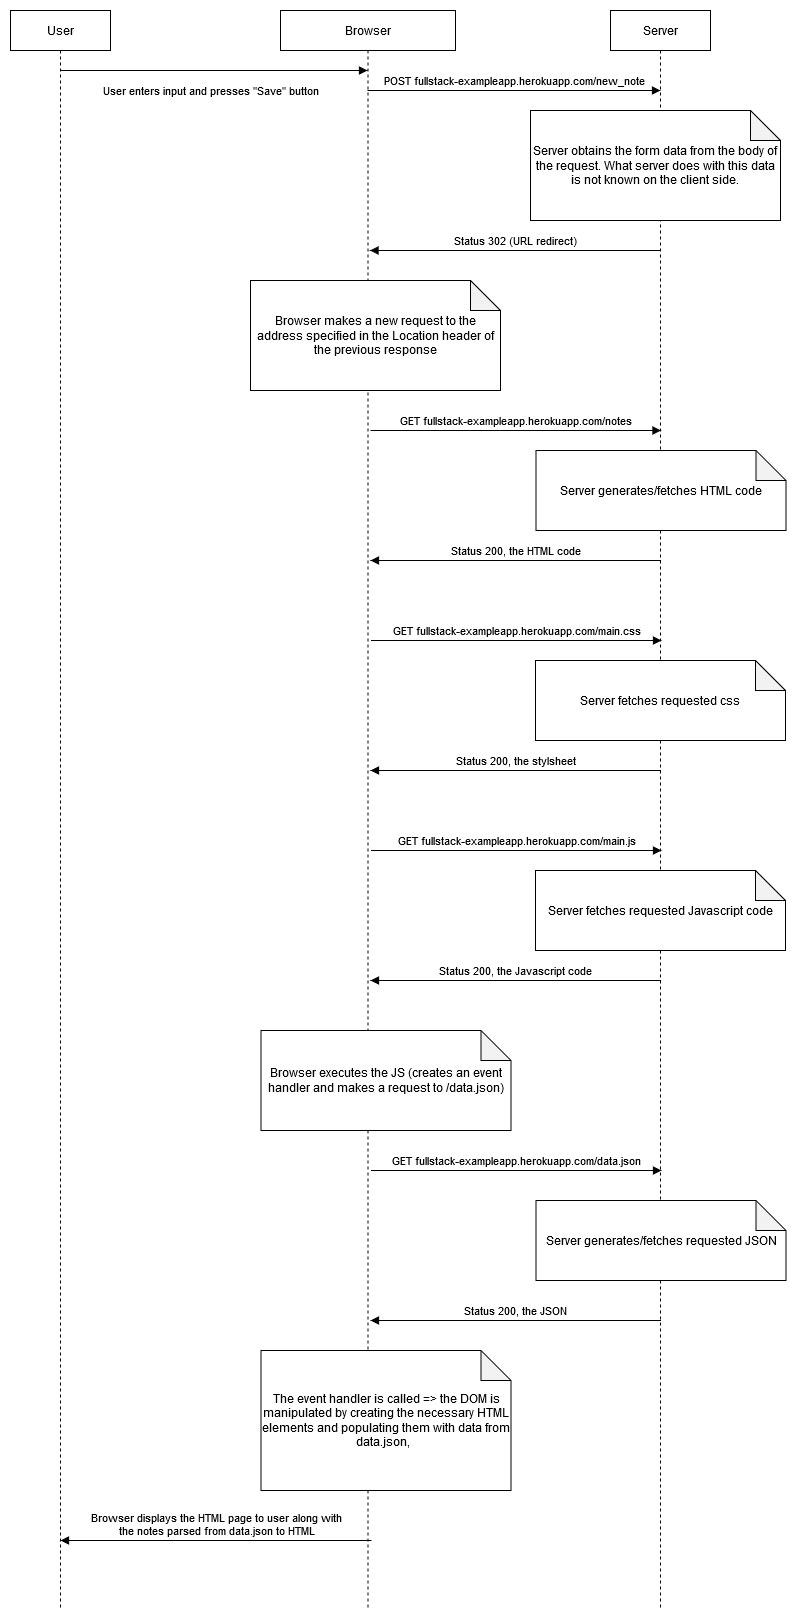 User
Browser
Server
User enters input and presses "Save" button
POST fullstack-exampleapp.herokuapp.com/new_note
Server obtains the form data from the body of
the request. What server does with this data
is not known on the client side.
Status 302 (URL redirect)
Browser makes a new request to the
address specified in the Location header of
the previous response
GET fullstack-exampleapp.herokuapp.com/notes
Server generates/fetches HTML code
Status 200, the HTML code
GET fullstack-exampleapp.herokuapp.com/main.css
Server fetches requested css
Status 200, the stylsheet
GET fullstack-exampleapp.herokuapp.com/main.js
Server fetches requested Javascript code
Status 200, the Javascript code
Browser executes the JS (creates an event
handler and makes a request to /data.json)
GET fullstack-exampleapp.herokuapp.com/data.json
Server generates/fetches requested JSON
Status 200, the JSON
The event handler is called => the DOM is
manipulated by creating the necessary HTML
elements and populating them with data from
data.json,
Browser displays the HTML page to user along with
the notes parsed from data.json to HTML